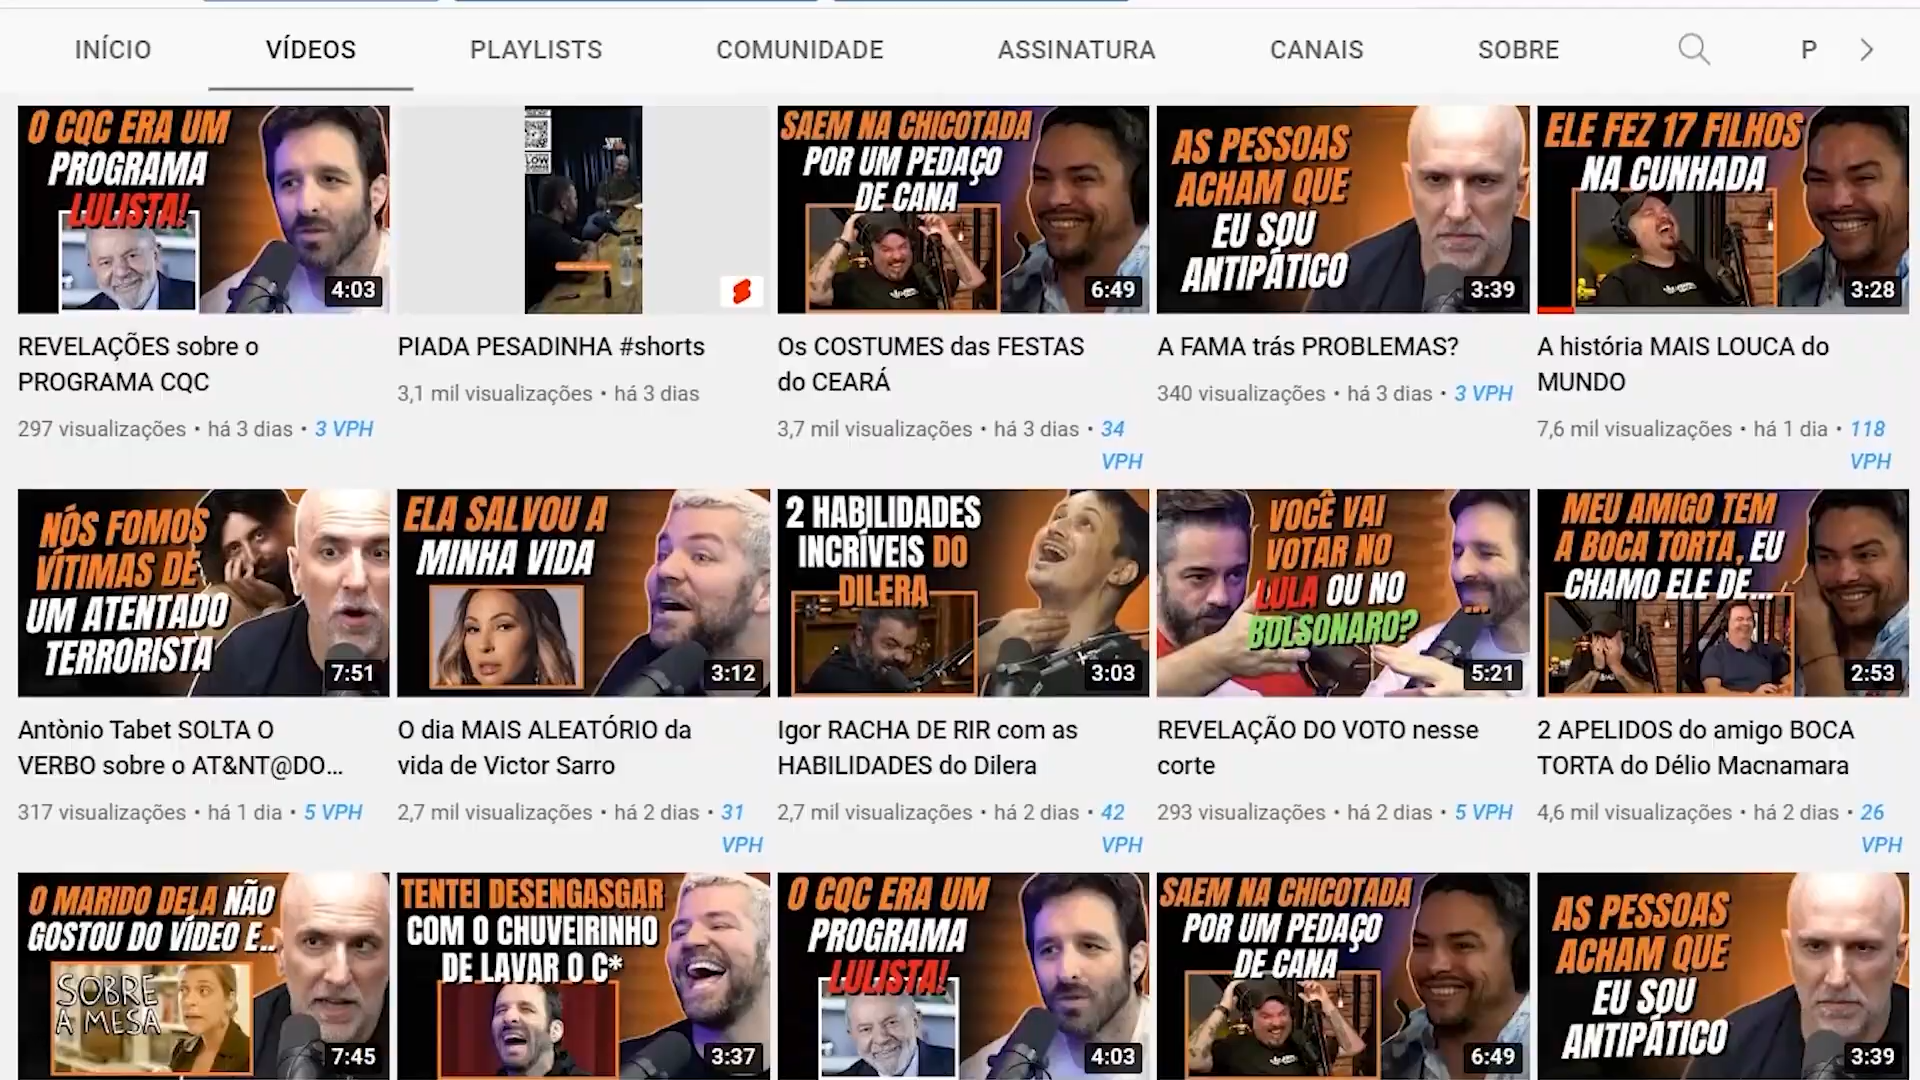 INÍCIO VÍDEOS PLAYLISTS COMUNIDADE ASSINATURA CANAIS SOBRE P
O CQC ERA UM
PROGRAMA
LULISTA!
4:03
REVELAÇÕES sobre o
PROGRAMA CQC
297 visualizações • há 3 dias • 3 VPH
PIADA PESADINHA #shorts
3,1 mil visualizações • há 3 dias
SAEM NA CHICOTADA
POR UM PEDAÇO
DE CANA
6:49
Os COSTUMES das FESTAS
do CEARÁ
3,7 mil visualizações • há 3 dias • 34
VPH
AS PESSOAS
ACHAM QUE
EU SOU
ANTIPÁTICO
3:39
A FAMA trás PROBLEMAS?
340 visualizações • há 3 dias • 3 VPH
ELE FEZ 17 FILHOS
NA CUNHADA
3:28
A história MAIS LOUCA do
MUNDO
7,6 mil visualizações • há 1 dia • 118
VPH
NÓS FOMOS
VÍTIMAS DE
UM ATENTADO
TERRORISTA
7:51
Antònio Tabet SOLTA O
VERBO sobre o AT&NT@DO...
317 visualizações • há 1 dia • 5 VPH
ELA SALVOU A
MINHA VIDA
3:12
O dia MAIS ALEATÓRIO da
vida de Victor Sarro
2,7 mil visualizações • há 2 dias • 31
VPH
2 HABILIDADES
INCRÍVEIS DO
DILERA
3:03
Igor RACHA DE RIR com as
HABILIDADES do Dilera
2,7 mil visualizações • há 2 dias • 42
VPH
VOCÊ VAI
VOTAR NO
LULA OU NO
BOLSONARO?
...
5:21
REVELAÇÃO DO VOTO nesse
corte
293 visualizações • há 2 dias • 5 VPH
MEU AMIGO TEM
A BOCA TORTA, EU
CHAMO ELE DE...
2:53
2 APELIDOS do amigo BOCA
TORTA do Délio Macnamara
4,6 mil visualizações • há 2 dias • 26
VPH
O MARIDO DELA NÃO
GOSTOU DO VÍDEO E...
SOBRE
A MESA
7:45
TENTEI DESENGASGAR
COM O CHUVEIRINHO
DE LAVAR O C*
3:37
O CQC ERA UM
PROGRAMA
LULISTA!
4:03
SAEM NA CHICOTADA
POR UM PEDAÇO
DE CANA
6:49
AS PESSOAS
ACHAM QUE
EU SOU
ANTIPÁTICO
3:39